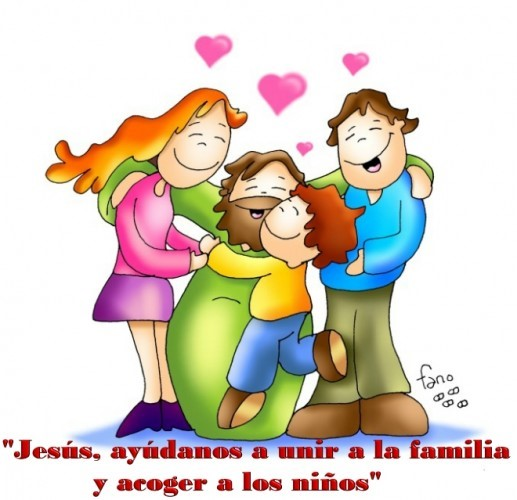 fano
"Jesús, ayúdanos a unir a la familia
y acoger a los niños"